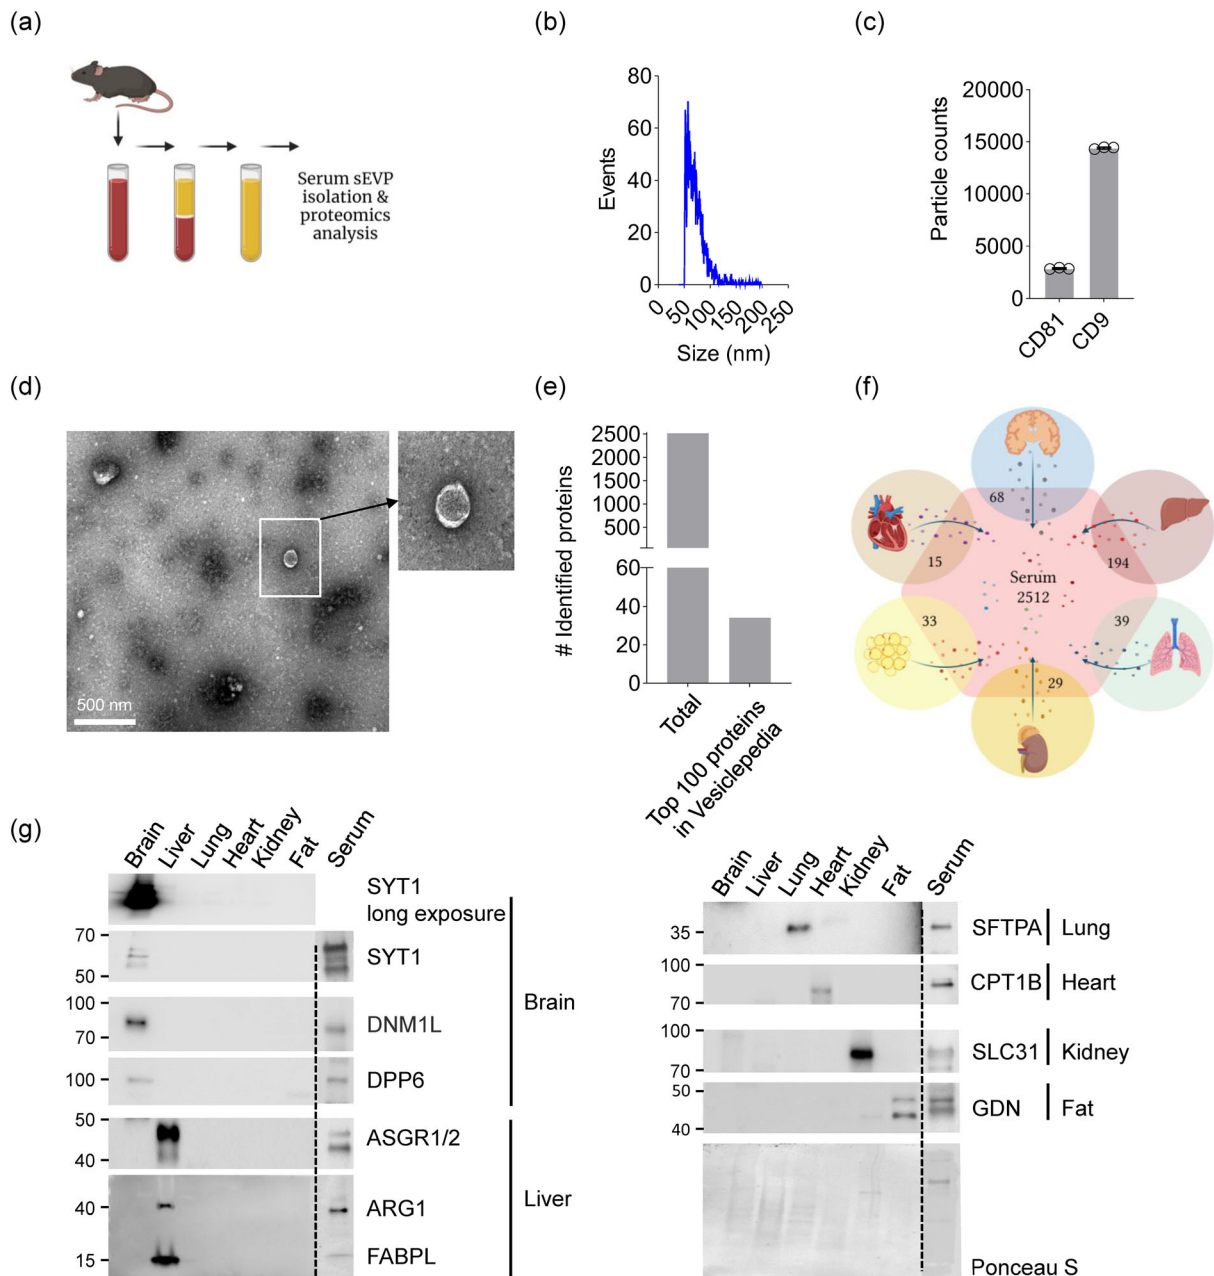 (a)
Serum sEVP
isolation &
proteomics
analysis
(b)
Events
80
60
40
20
0
0
50
100
150
200
250
Size (nm)
(c)
Particle counts
20000
15000
10000
5000
0
CD81
CD9
(d)
500 nm
(e)
# Identified proteins
2500
2000
1500
1000
500
60
40
20
0
Total
Top 100 proteins
in Vesiclepedia
(f)
68
15
194
Serum
2512
33
39
29
(g)
Brain
Liver
Lung
Heart
Kidney
Fat
Serum
SYT1
long exposure
70
50
SYT1
100
70
DNM1L
100
DPP6
Brain
50
40
ASGR1/2
40
ARG1
15
FABPL
Liver
Brain
Liver
Lung
Heart
Kidney
Fat
Serum
35
SFTPA
Lung
100
70
CPT1B
Heart
100
70
SLC31
Kidney
50
40
GDN
Fat
Ponceau S